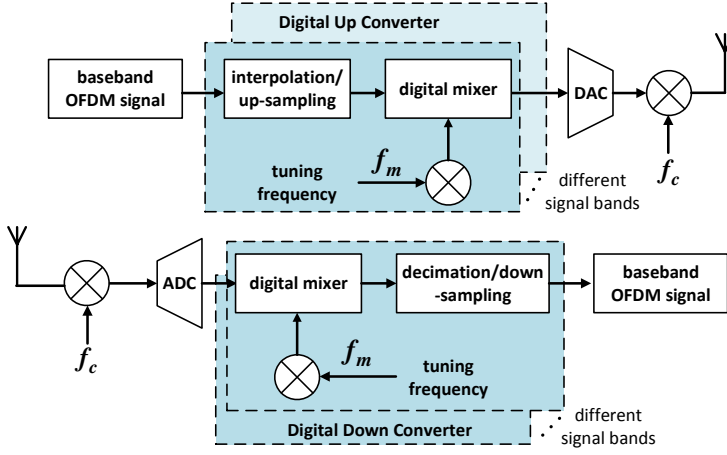 Digital Up Converter
baseband
OFDM signal
interpolation/
up-sampling
digital mixer
DAC
tuning
frequency
f_m
f_c
different
signal bands
ADC
digital mixer
decimation/down
-sampling
baseband
OFDM signal
f_c
f_m
tuning
frequency
Digital Down Converter
different
signal bands